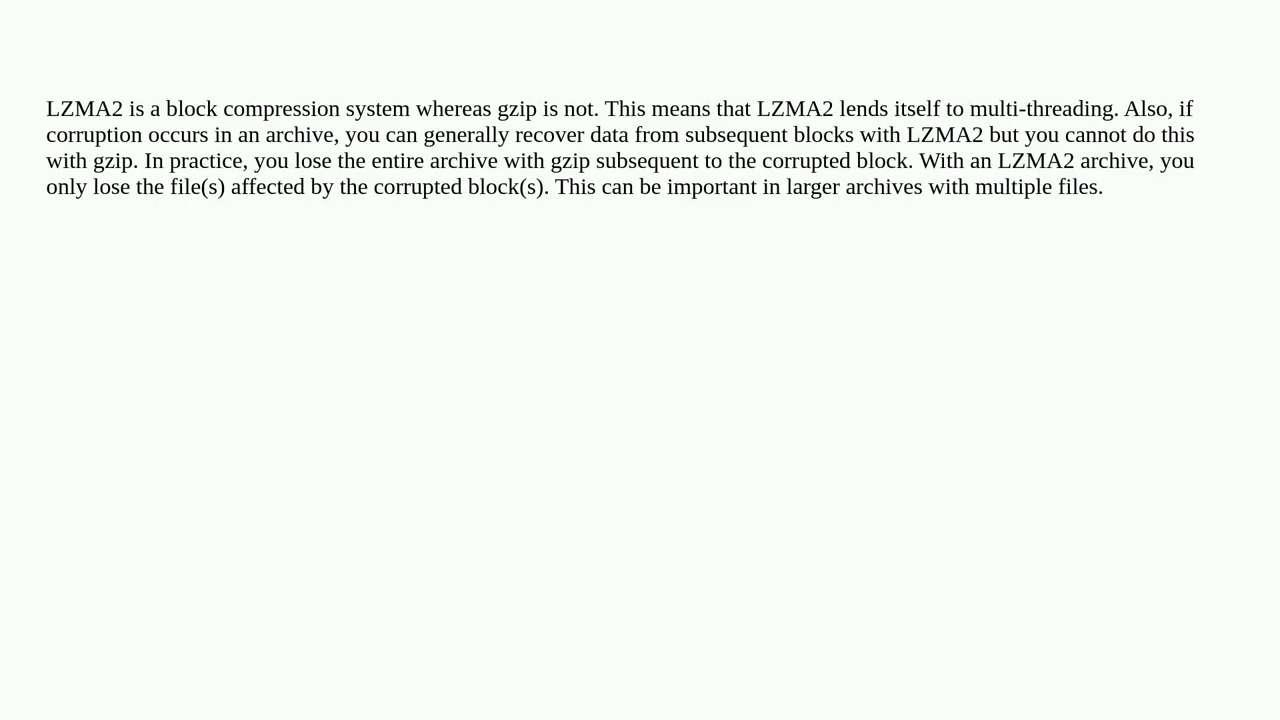 LZMA2 is a block compression system whereas gzip is not. This means that LZMA2 lends itself to multi-threading. Also, if
corruption occurs in an archive, you can generally recover data from subsequent blocks with LZMA2 but you cannot do this
with gzip. In practice, you lose the entire archive with gzip subsequent to the corrupted block. With an LZMA2 archive, you
only lose the file(s) affected by the corrupted block(s). This can be important in larger archives with multiple files.